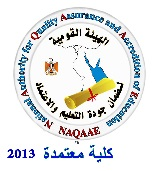 الهيئة القومية
لضمان جودة التعليم والاعتماد
National Authority for Quality Assurance and Accreditation of Education
NAQAAE
كلية معتمدة 2013